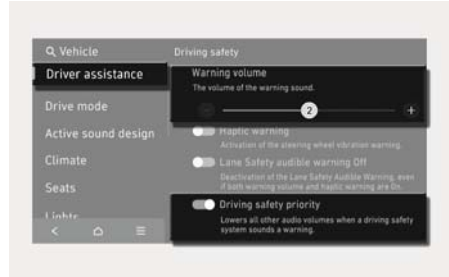 Vehicle
Driving safety
Driver assistance
Drive mode
Active sound design
Climate
Seats
Lights
Warning volume
The volume of the warning sound.
2
Haptic warning
Activation of the steering wheel vibration warning.
Lane Safety audible warning Off
Deactivation of the Lane Safety Audible Warning, even
if both warning volume and haptic warning are On.
Driving safety priority
Lowers all other audio volumes when a driving safety
system sounds a warning.